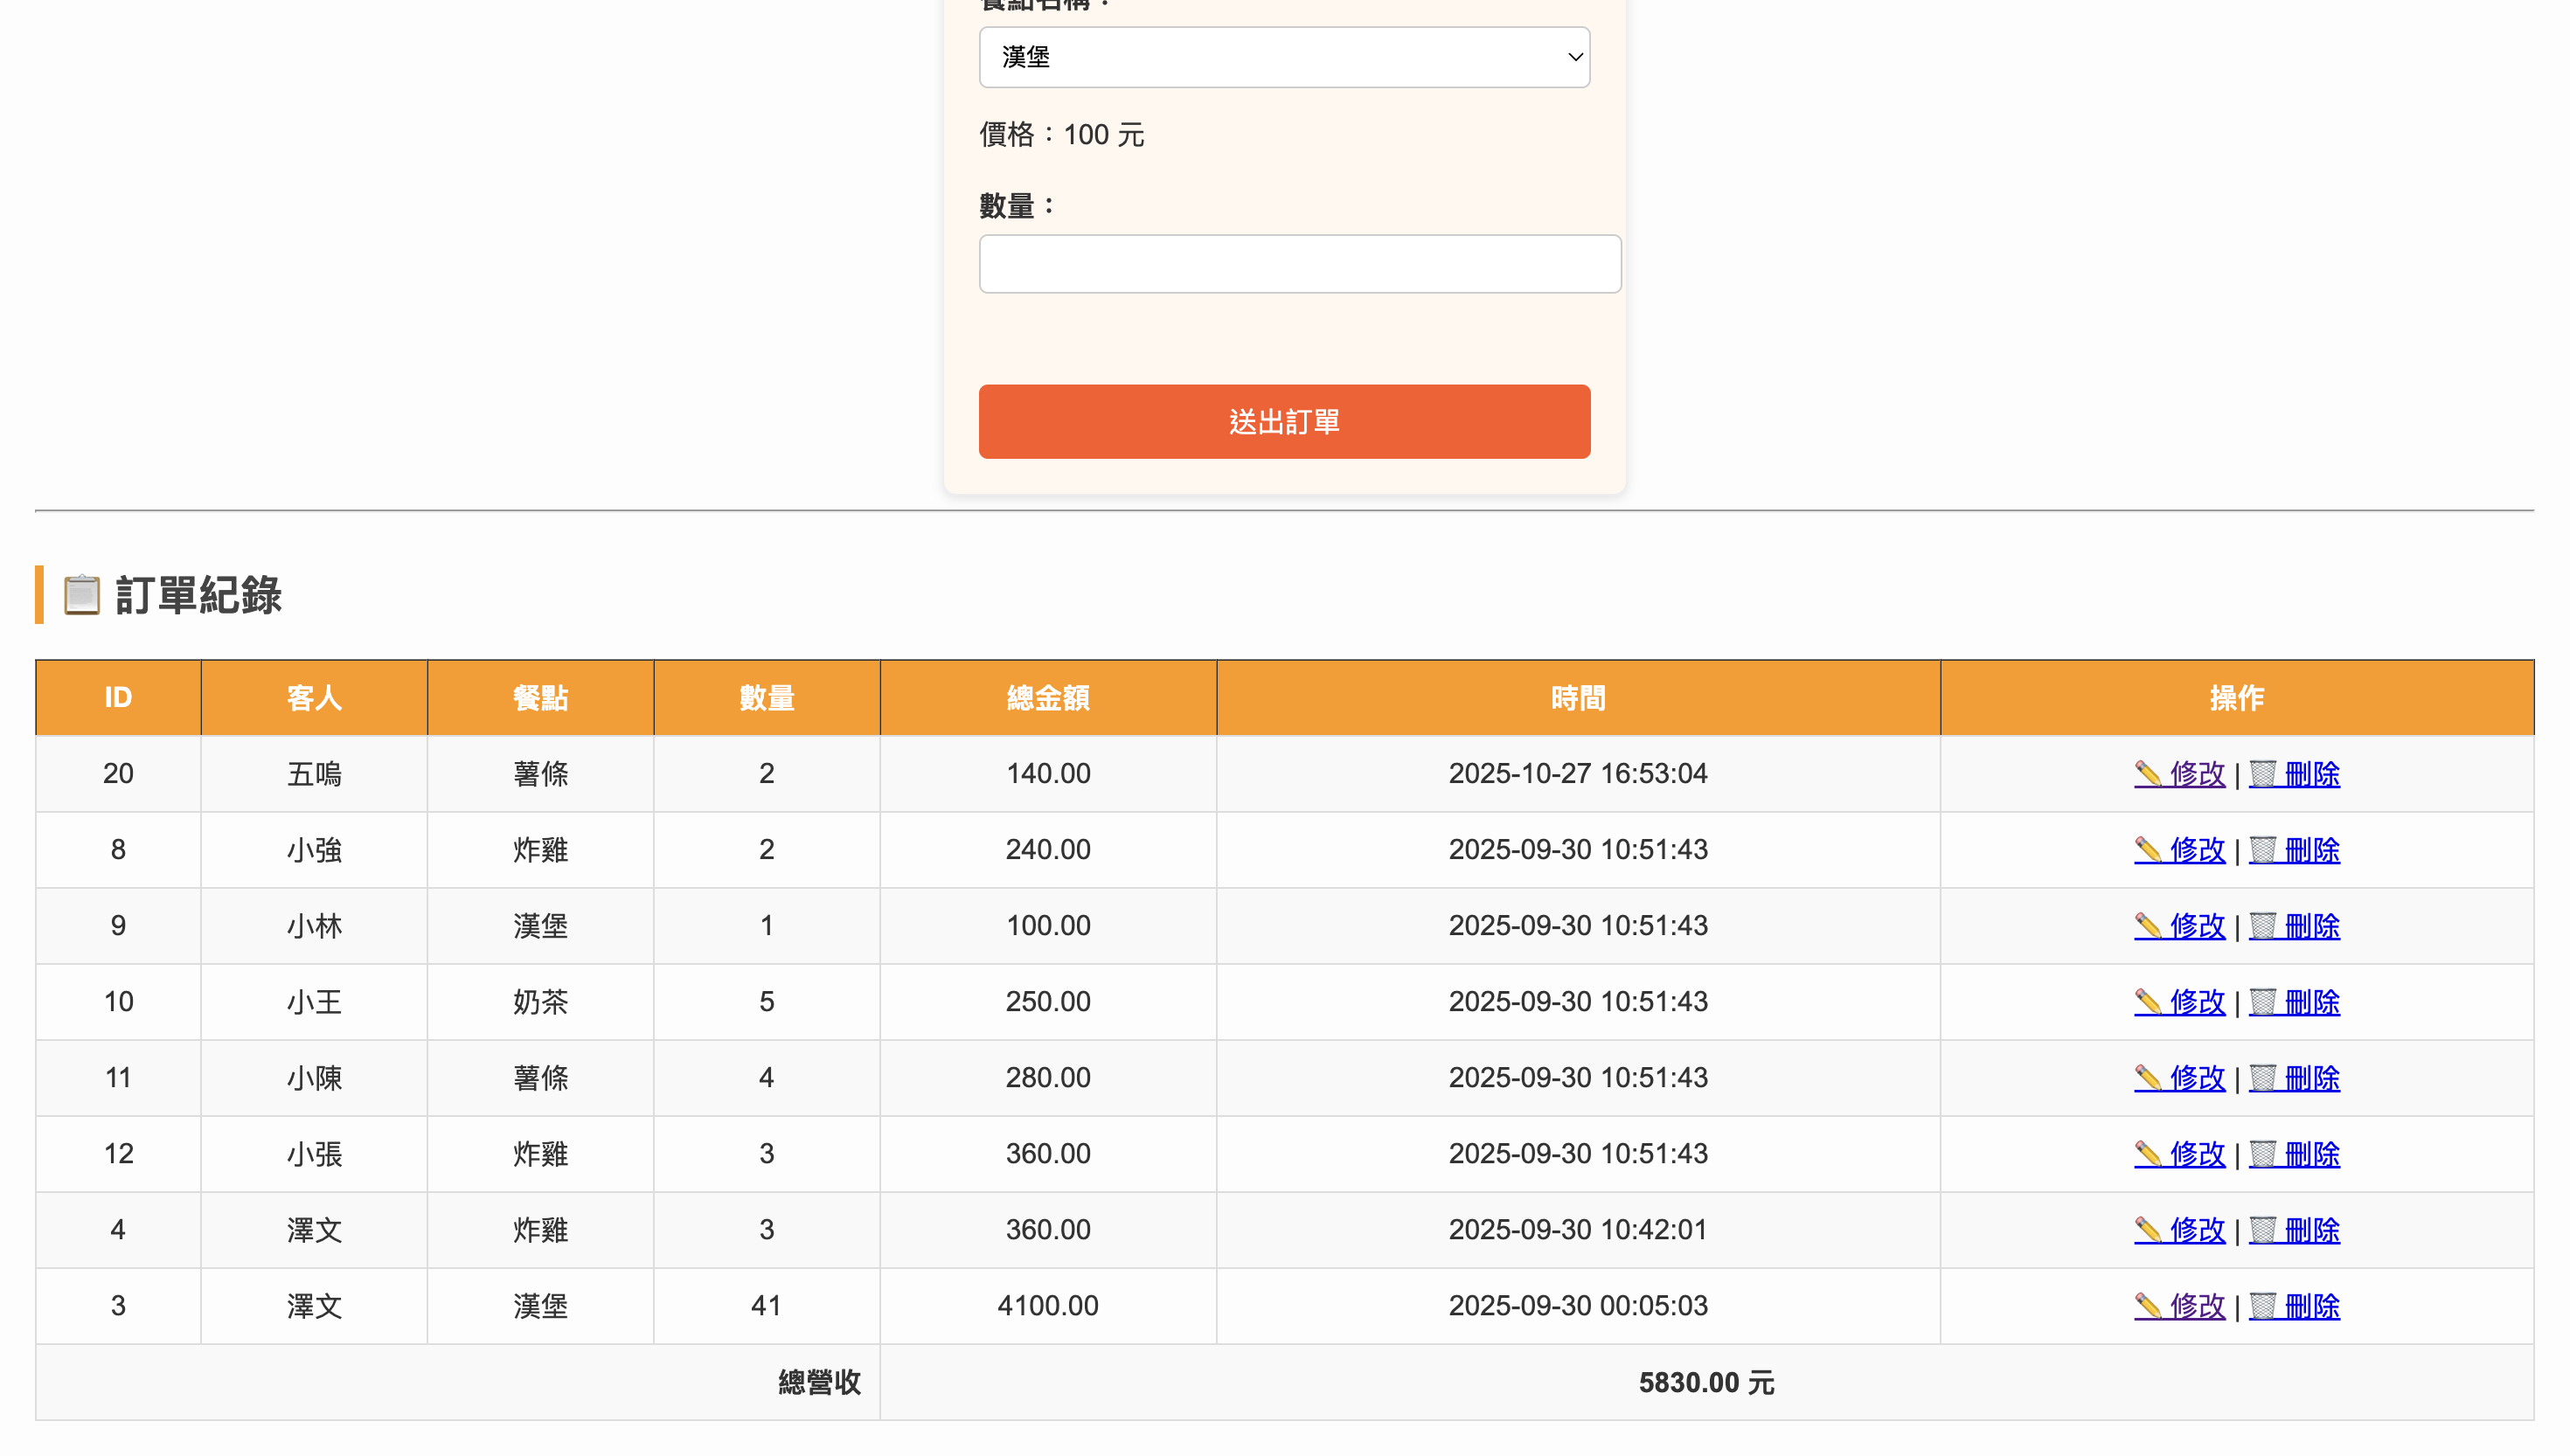 餐點名稱：
漢堡
價格：100 元
數量：
送出訂單
📋 訂單紀錄
ID 客人 餐點 數量 總金額 時間 操作
20 五嗚 薯條 2 140.00 2025-10-27 16:53:04 ✏️ 修改 | 🗑️ 刪除
8 小強 炸雞 2 240.00 2025-09-30 10:51:43 ✏️ 修改 | 🗑️ 刪除
9 小林 漢堡 1 100.00 2025-09-30 10:51:43 ✏️ 修改 | 🗑️ 刪除
10 小王 奶茶 5 250.00 2025-09-30 10:51:43 ✏️ 修改 | 🗑️ 刪除
11 小陳 薯條 4 280.00 2025-09-30 10:51:43 ✏️ 修改 | 🗑️ 刪除
12 小張 炸雞 3 360.00 2025-09-30 10:51:43 ✏️ 修改 | 🗑️ 刪除
4 澤文 炸雞 3 360.00 2025-09-30 10:42:01 ✏️ 修改 | 🗑️ 刪除
3 澤文 漢堡 41 4100.00 2025-09-30 00:05:03 ✏️ 修改 | 🗑️ 刪除
總營收 5830.00 元